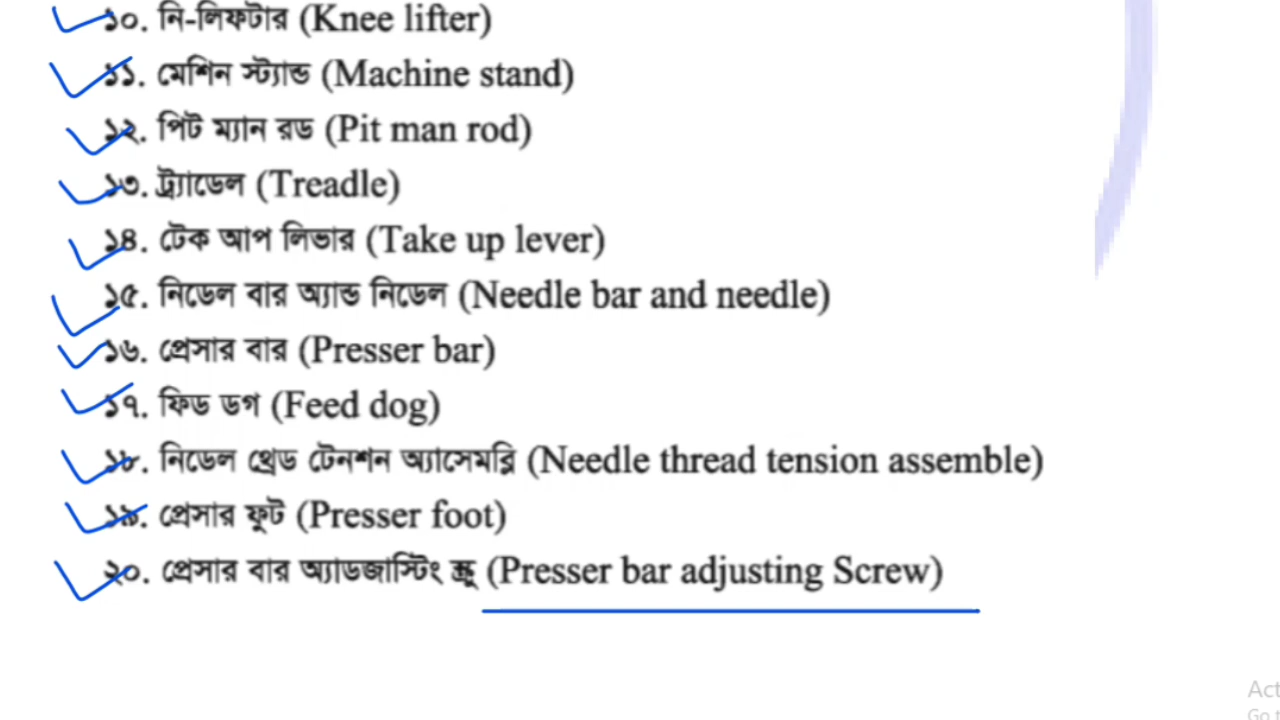 ১০. নি-লিফটার (Knee lifter)
১১. মেশিন স্ট্যান্ড (Machine stand)
১২. পিট ম্যান রড (Pit man rod)
১৩. ট্র্যাডেল (Treadle)
১৪. টেক আপ লিভার (Take up lever)
১৫. নিডেল বার অ্যান্ড নিডেল (Needle bar and needle)
১৬. প্রেসার বার (Presser bar)
১৭. ফিড ডগ (Feed dog)
১৮. নিডেল থ্রেড টেনশন অ্যাসেমব্লি (Needle thread tension assemble)
১৯. প্রেসার ফুট (Presser foot)
২০. প্রেসার বার অ্যাডজাস্টিং স্ক্রু (Presser bar adjusting Screw)
Act
Go t